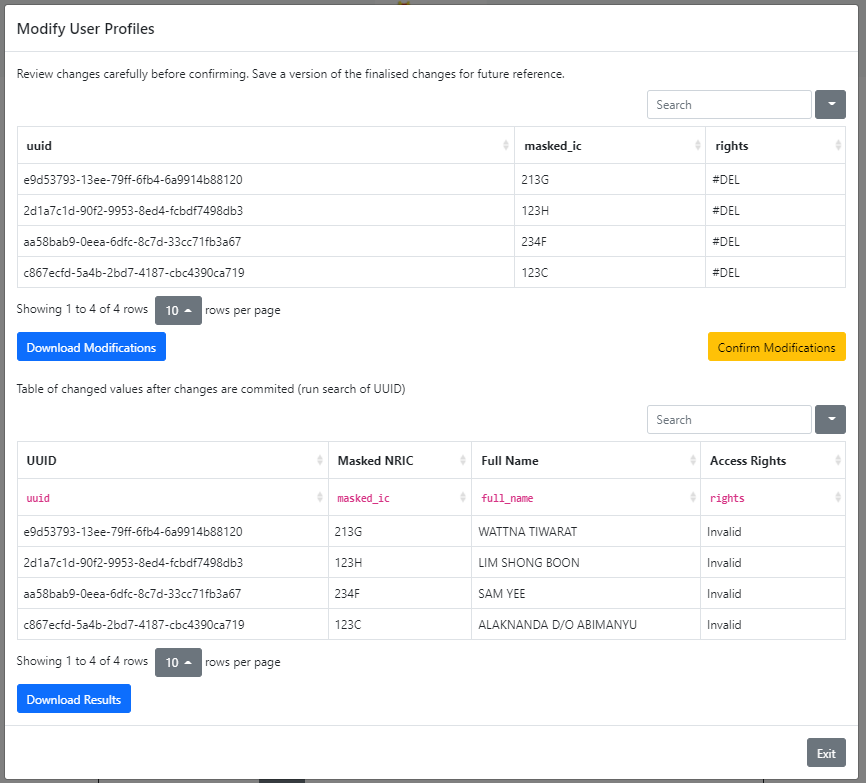 Modify User Profiles
Review changes carefully before confirming. Save a version of the finalised changes for future reference.
Search
uuid masked_ic rights
e9d53793-13ee-79ff-6fb4-6a9914b88120 213G #DEL
2d1a7c1d-90f2-9953-8ed4-fcbdf7498db3 123H #DEL
aa58bab9-0eea-6dfc-8c7d-33cc71fb3a67 234F #DEL
c867ecfd-5a4b-2bd7-4187-cbc4390ca719 123C #DEL
Showing 1 to 4 of 4 rows 10 rows per page
Download Modifications Confirm Modifications
Table of changed values after changes are commited (run search of UUID)
Search
UUID Masked NRIC Full Name Access Rights
uuid masked_ic full_name rights
e9d53793-13ee-79ff-6fb4-6a9914b88120 213G WATTNA TIWARAT Invalid
2d1a7c1d-90f2-9953-8ed4-fcbdf7498db3 123H LIM SHONG BOON Invalid
aa58bab9-0eea-6dfc-8c7d-33cc71fb3a67 234F SAM YEE Invalid
c867ecfd-5a4b-2bd7-4187-cbc4390ca719 123C ALAKNANDA D/O ABIMANYU Invalid
Showing 1 to 4 of 4 rows 10 rows per page
Download Results
Exit